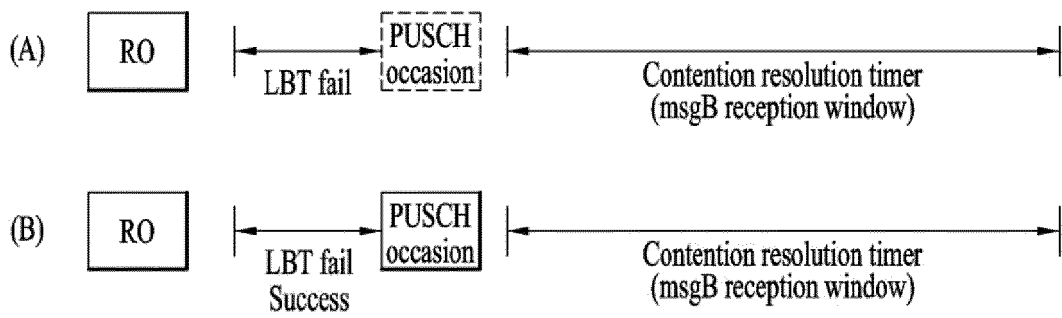 (A)
RO
LBT fail
PUSCH
occasion
Contention resolution timer
(msgB reception window)
(B)
RO
LBT fail
Success
PUSCH
occasion
Contention resolution timer
(msgB reception window)